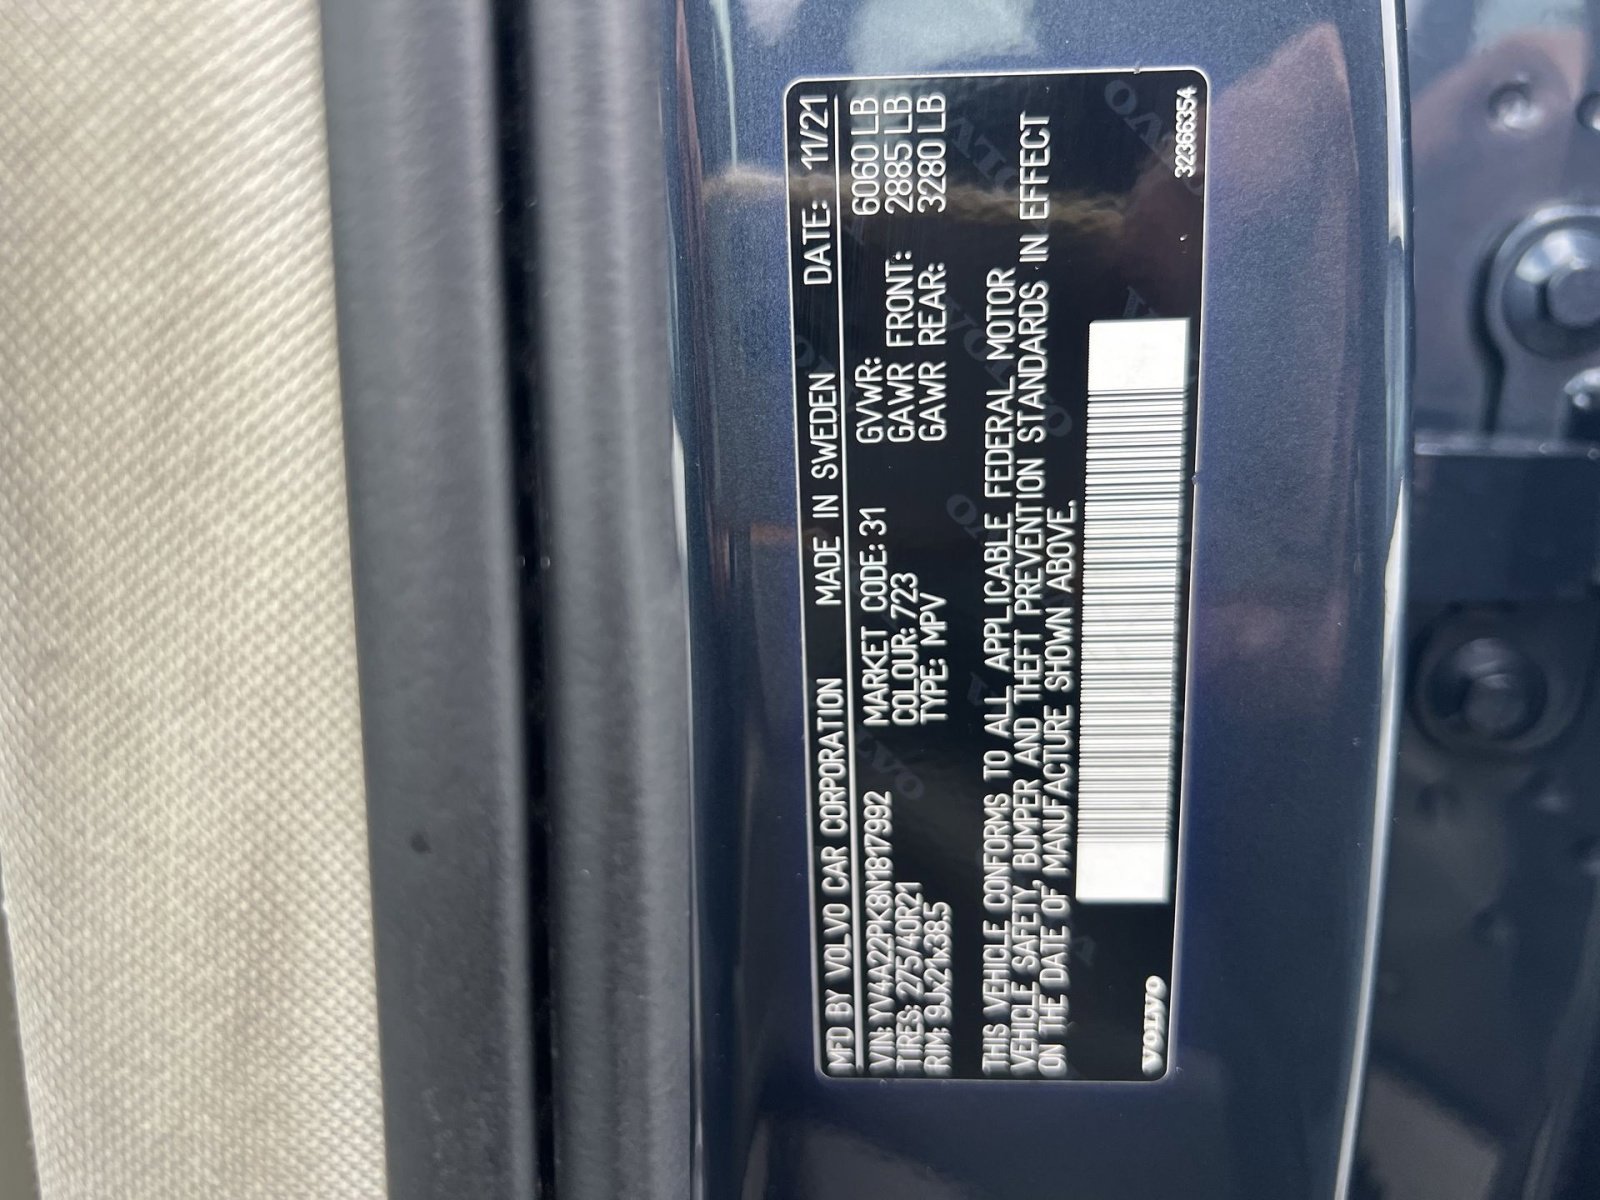 MFD BY VOLVO CAR CORPORATION MADE IN SWEDEN DATE: 11/21
VIN: YV4A22PK8N1817992 MARKET CODE: 31 GVWR: 6060 LB
TIRES: 275/40R21 COLOUR: 723 GAWR FRONT: 2885 LB
RIM: 9Jx21x38.5 TYPE: MPV GAWR REAR: 3280 LB
THIS VEHICLE CONFORMS TO ALL APPLICABLE FEDERAL MOTOR
VEHICLE SAFETY, BUMPER AND THEFT PREVENTION STANDARDS IN EFFECT
ON THE DATE OF MANUFACTURE SHOWN ABOVE.
VOLVO 32366354